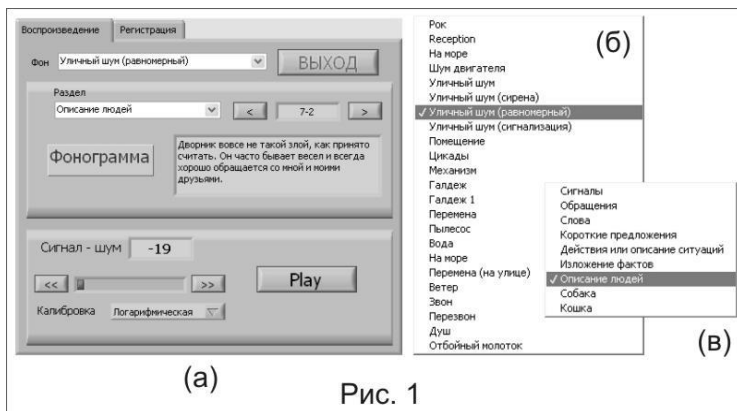 Воспроизведение
Регистрация
Фон
Уличный шум (равномерный)
ВЫХОД
Раздел
Описание людей
<
7-2
>
Фонограмма
Дворник вовсе не такой злой, как принято
считать. Он часто бывает весел и всегда
хорошо обращается со мной и моими
друзьями.
Сигнал - шум
-19
<<
>>
Play
Калибровка
Логарифмическая
(а)
Рок
Reception
На море
Шум двигателя
Уличный шум
Уличный шум (сирена)
✓ Уличный шум (равномерный)
Уличный шум (сигнализация)
Помещение
Цикады
Механизм
Галдеж
Галдеж 1
Перемена
Пылесос
Вода
На море
Перемена (на улице)
Ветер
Звон
Перезвон
Душ
Отбойный молоток
(б)
Сигналы
Обращения
Слова
Короткие предложения
Действия или описание ситуаций
Изложение фактов
✓ Описание людей
Собака
Кошка
(в)
Рис. 1